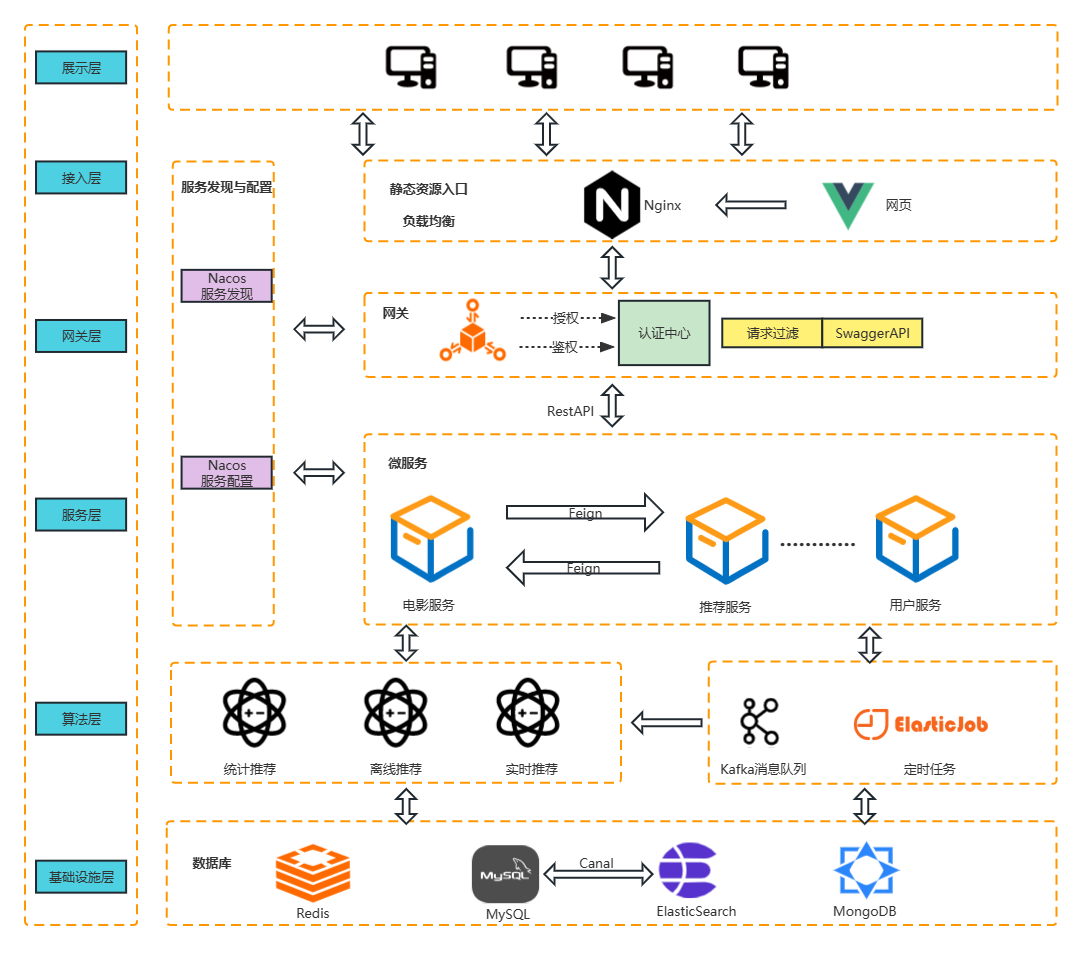 展示层
接入层
服务发现与配置
静态资源入口
负载均衡
N
Nginx
网页
Nacos
服务发现
网关层
网关
授权
鉴权
认证中心
请求过滤
SwaggerAPI
RestAPI
Nacos
服务配置
服务层
微服务
Feign
Feign
电影服务
推荐服务
用户服务
算法层
统计推荐
离线推荐
实时推荐
Kafka消息队列
ElasticJob
定时任务
基础设施层
数据库
Redis
MySQL
MySQL
Canal
ElasticSearch
MongoDB